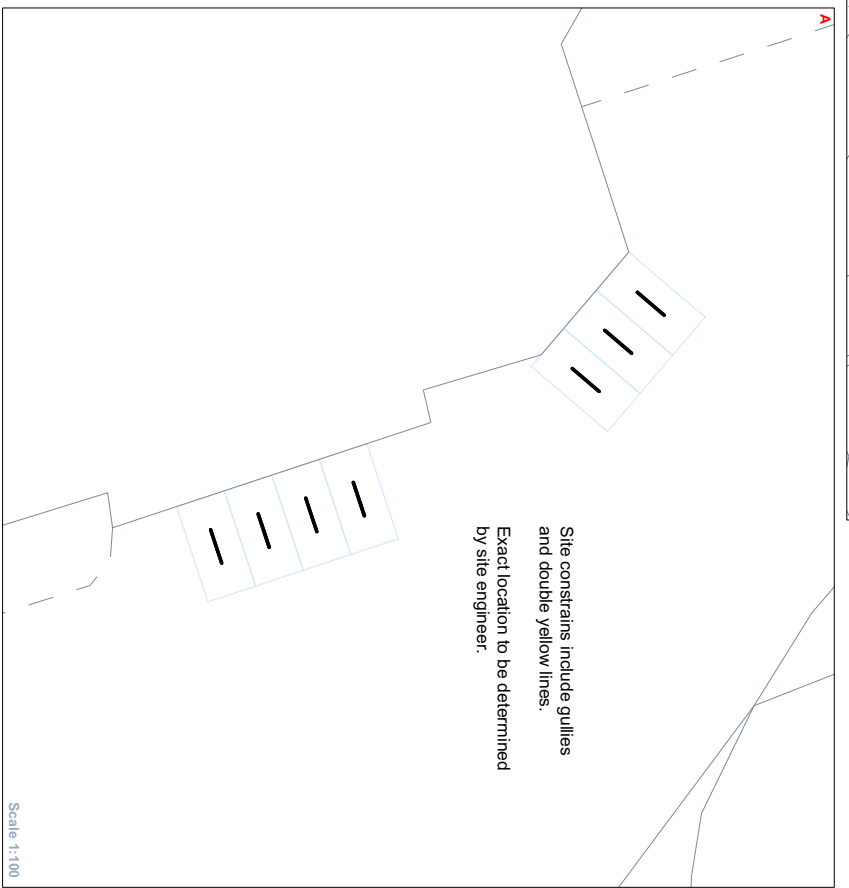 A
Site constrains include gullies
and double yellow lines.
Exact location to be determined
by site engineer.
Scale 1:100